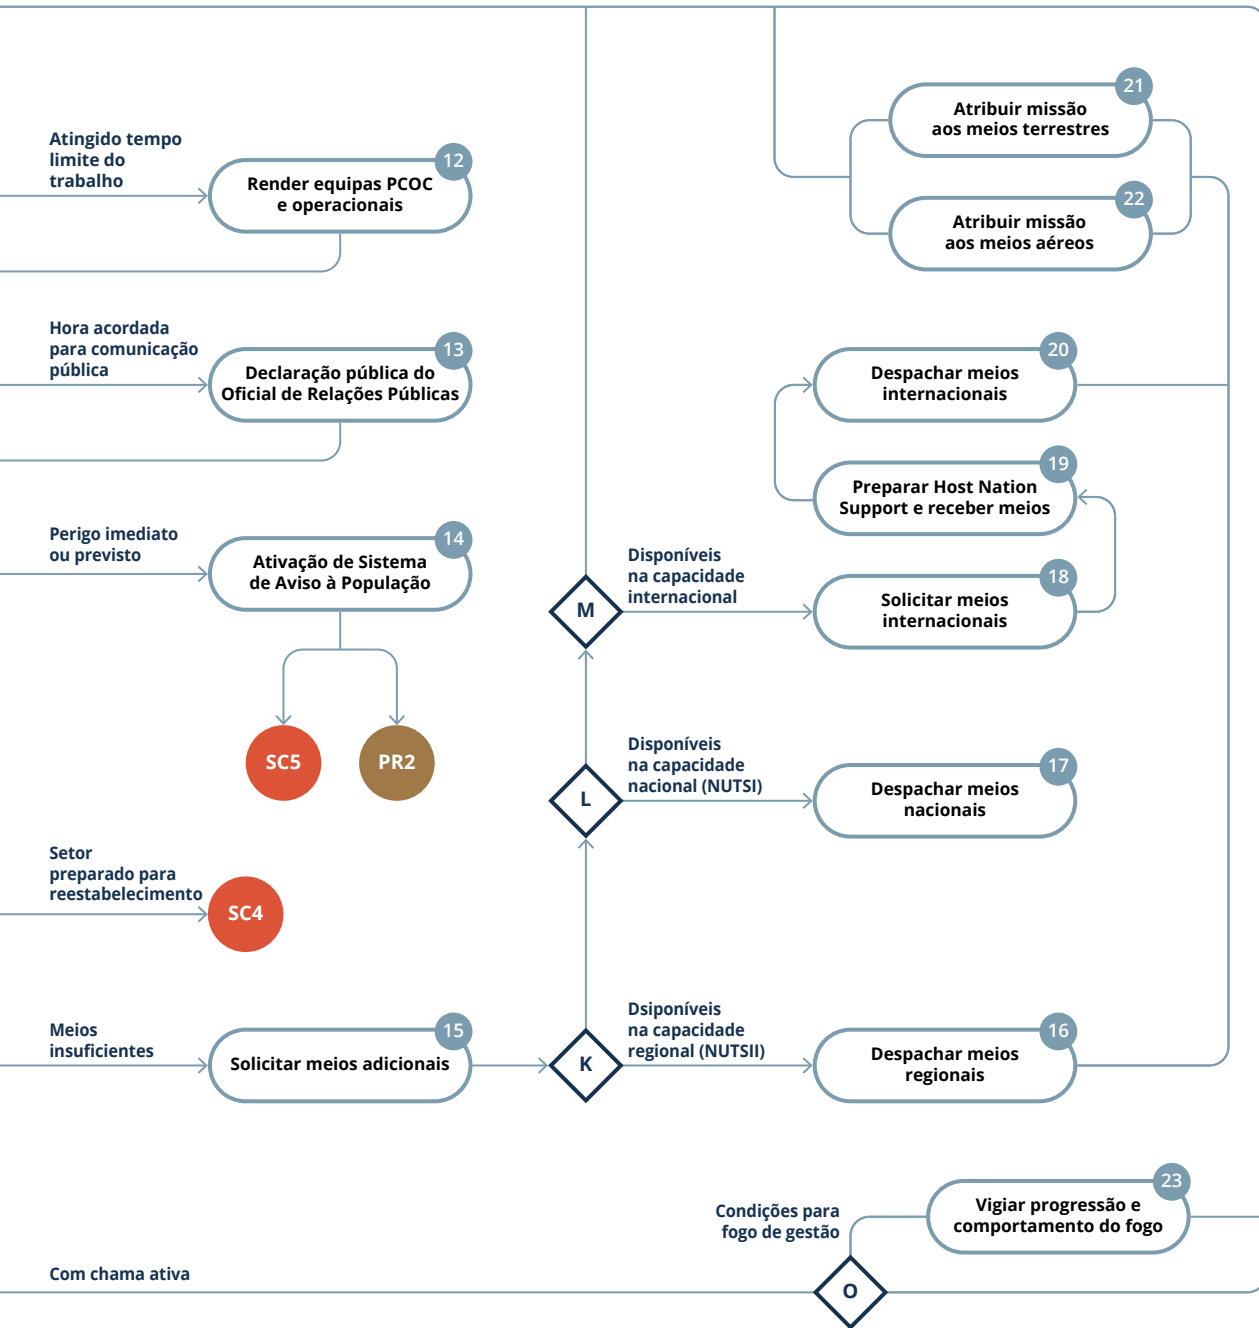 Atingido tempo
limite do
trabalho
12
Render equipas PCOC
e operacionais
Hora acordada
para comunicação
pública
13
Declaração pública do
Oficial de Relações Públicas
Perigo imediato
ou previsto
14
Ativação de Sistema
de Aviso à População
SC5
PR2
Setor
preparado para
reestabelecimento
SC4
Meios
insuficientes
15
Solicitar meios adicionais
K
Dsiponíveis
na capacidade
regional (NUTSII)
16
Despachar meios
regionais
L
Disponíveis
na capacidade
nacional (NUTSI)
17
Despachar meios
nacionais
M
Disponíveis
na capacidade
internacional
18
Solicitar meios
internacionais
19
Preparar Host Nation
Support e receber meios
20
Despachar meios
internacionais
21
Atribuir missão
aos meios terrestres
22
Atribuir missão
aos meios aéreos
Com chama ativa
O
Condições para
fogo de gestão
23
Vigiar progressão e
comportamento do fogo